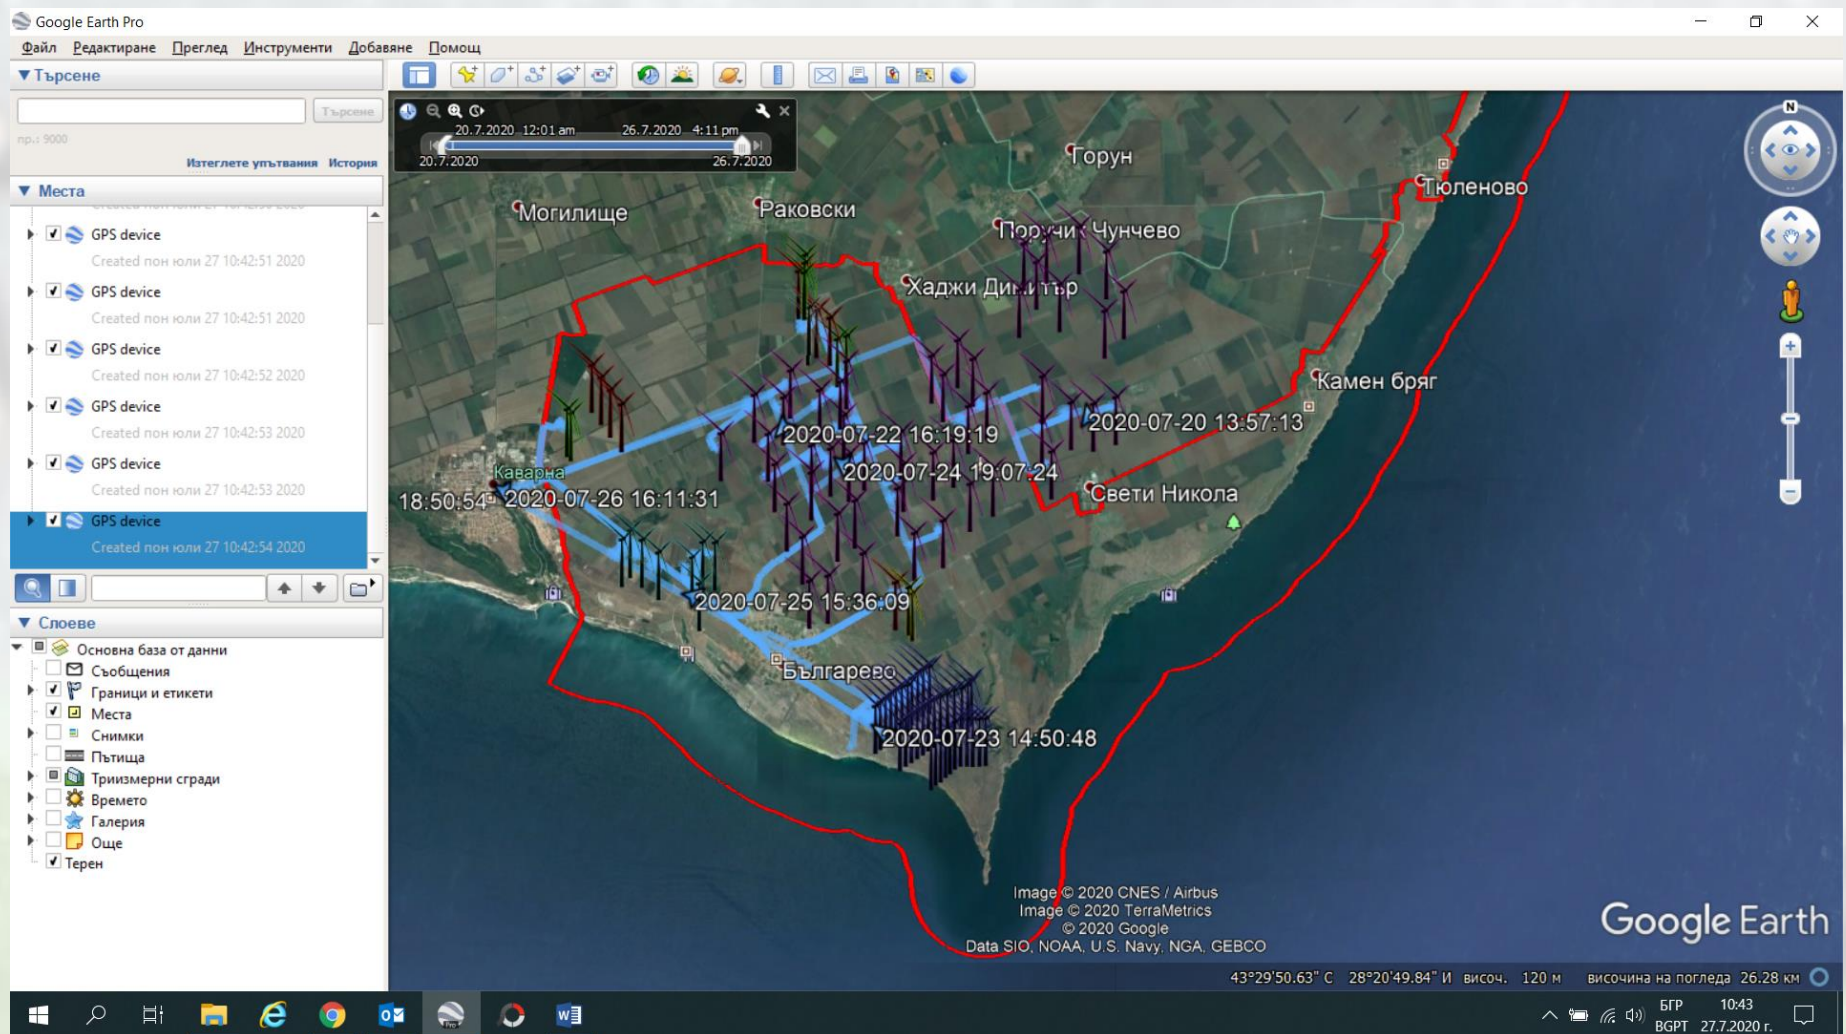 Google Earth Pro
Файл Редактиране Преглед Инструменти Добавяне Помощ
Търсене
Търсене
пр.: 9000
Изтеглете упътвания История
Места
GPS device
Created пон юли 27 10:42:51 2020
GPS device
Created пон юли 27 10:42:51 2020
GPS device
Created пон юли 27 10:42:52 2020
GPS device
Created пон юли 27 10:42:53 2020
GPS device
Created пон юли 27 10:42:53 2020
GPS device
Created пон юли 27 10:42:54 2020
Слоеве
Основна база от данни
Съобщения
Граници и етикети
Места
Снимки
Пътища
Триизмерни сгради
Времето
Галерия
Още
Терен
20.7.2020 12:01 am 26.7.2020 4:11 pm
20.7.2020 26.7.2020
N
Горун
Тюленово
Могилище
Раковски
Поручик Чунчево
Хаджи Димитър
Камен бряг
2020-07-20 13:57:13
2020-07-22 16:19:19
2020-07-24 19:07:24
Каварна
18:50:54
2020-07-26 16:11:31
Свети Никола
2020-07-25 15:36:09
Българево
2020-07-23 14:50:48
Image © 2020 CNES / Airbus
Image © 2020 TerraMetrics
© 2020 Google
Data SIO, NOAA, U.S. Navy, NGA, GEBCO
Google Earth
43°29'50.63" С 28°20'49.84" И височ. 120 м височина на погледа 26.28 км
БГР 10:43
BGPT 27.7.2020 г.